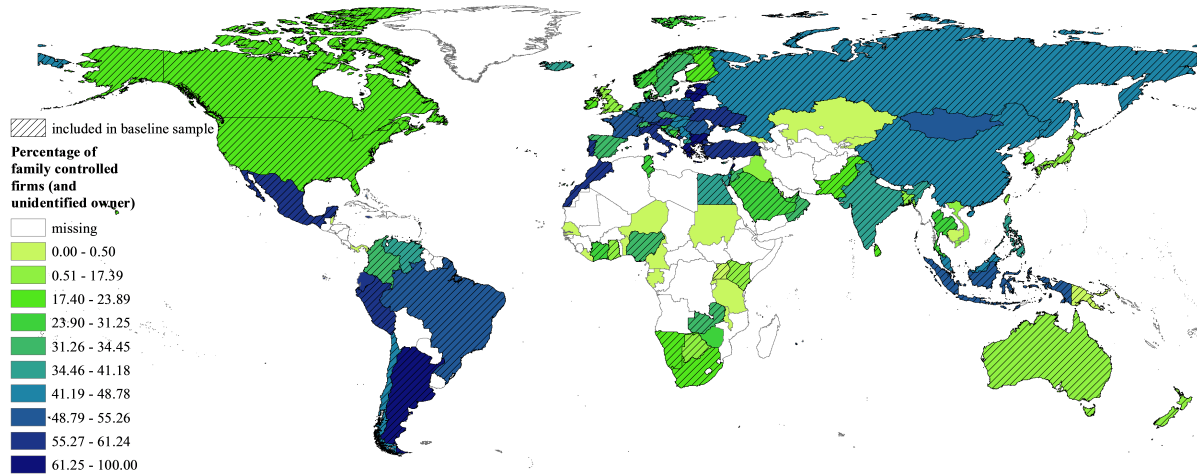 included in baseline sample
Percentage of
family controlled
firms (and
unidentified owner)
missing
0.00 - 0.50
0.51 - 17.39
17.40 - 23.89
23.90 - 31.25
31.26 - 34.45
34.46 - 41.18
41.19 - 48.78
48.79 - 55.26
55.27 - 61.24
61.25 - 100.00